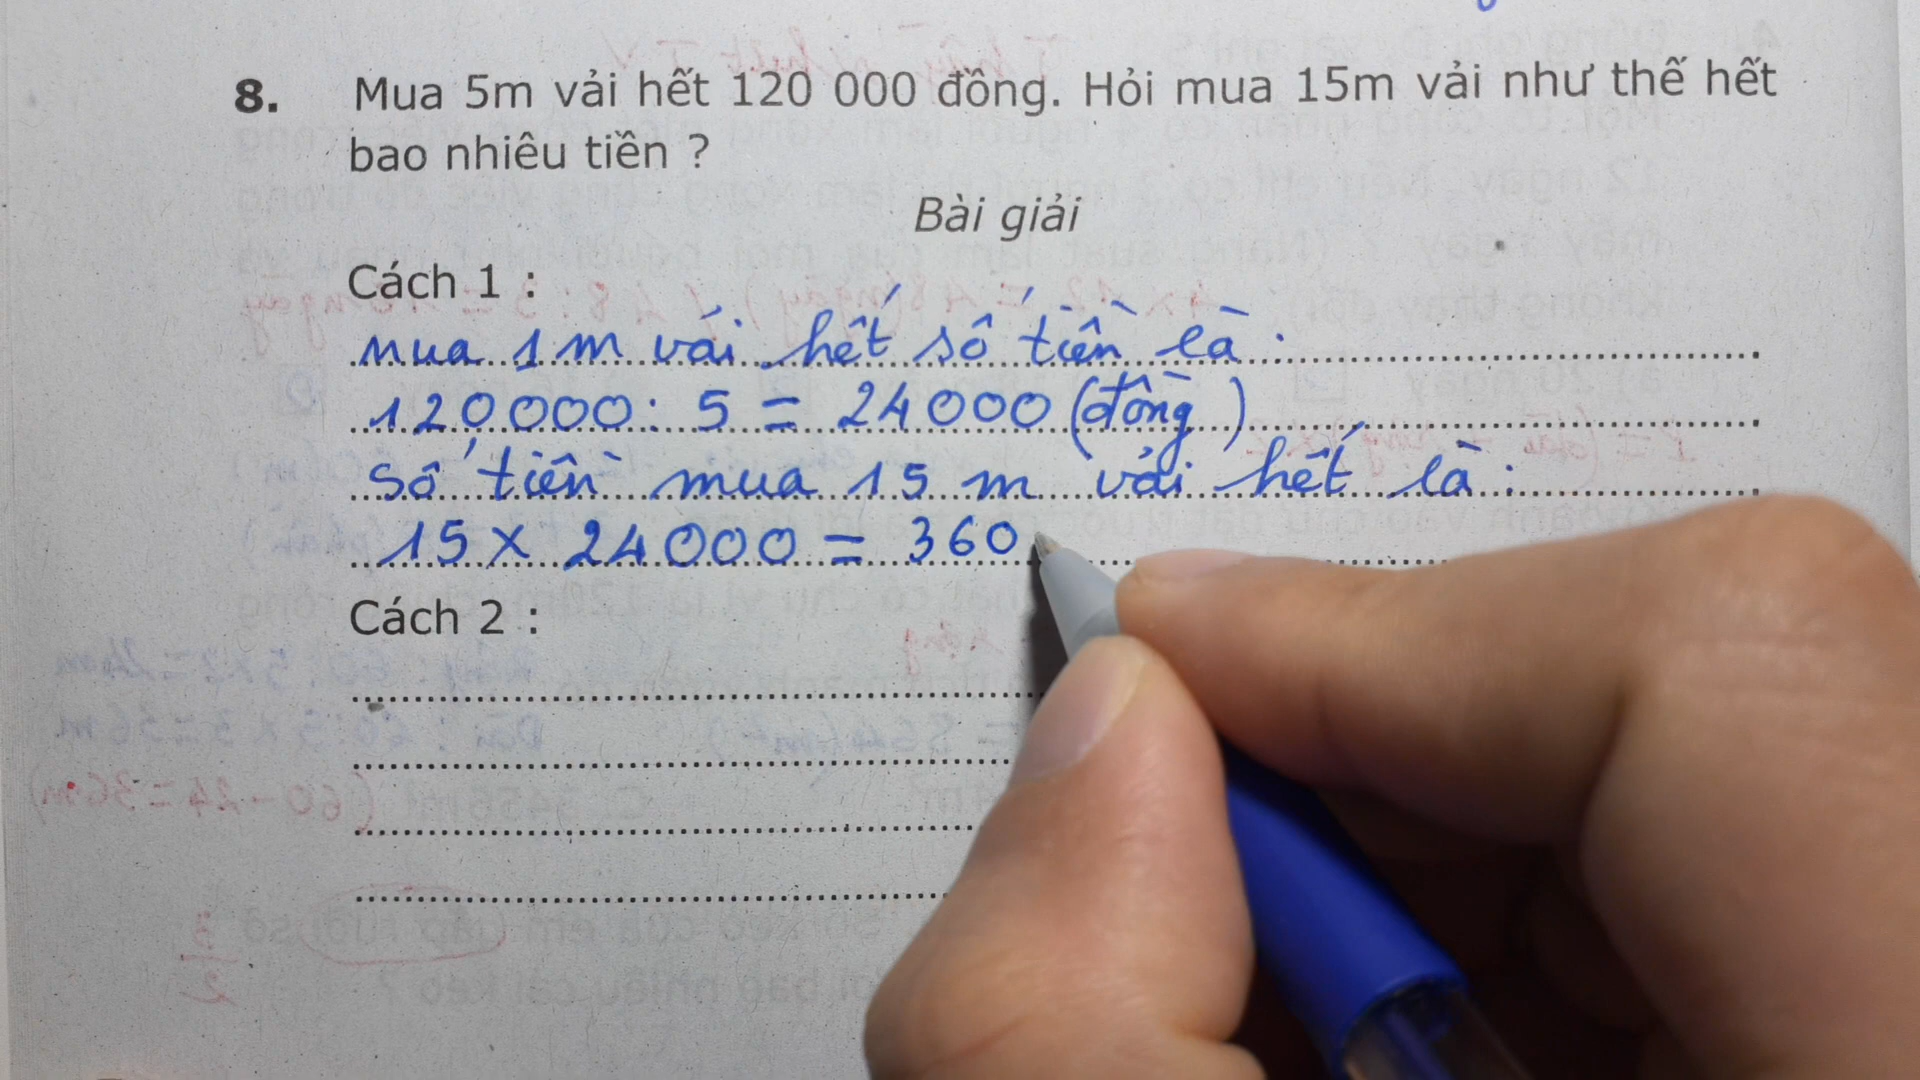 8. Mua 5m vải hết 120 000 đồng. Hỏi mua 15m vải như thế hết
bao nhiêu tiền ?
Bài giải
Cách 1 :
mua 1m vải hết số tiền là :
120000 : 5 = 24000 (đồng)
số tiền mua 15 m vải hết là :
15 x 24000 = 360
Cách 2 :